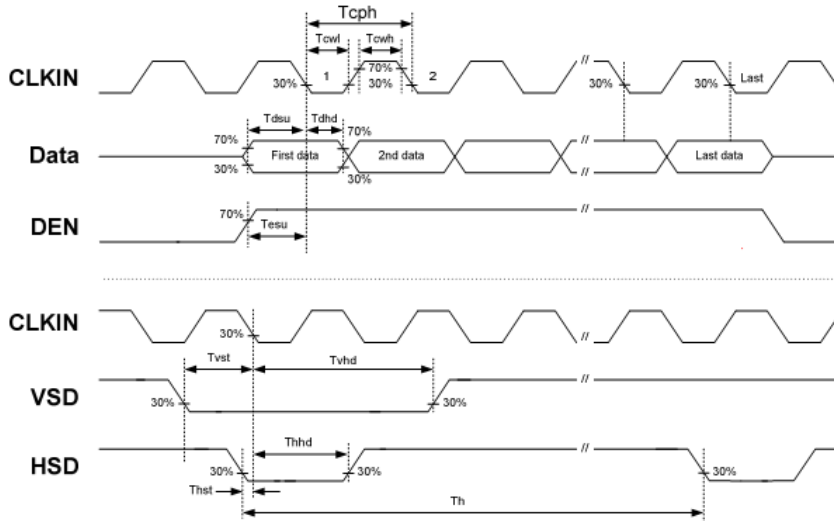 Tcph
Tcwl Tcwh
CLKIN 30% 1 70% 30% 2 // 30% 30% Last
Tdsu Tdhd
70% 70%
Data First data 2nd data // Last data
30% 30%
DEN 70% //
Tesu
CLKIN 30% //
Tvst Tvhd
VSD 30% 30% //
Thhd
HSD 30% 30% // 30%
Thst
Th